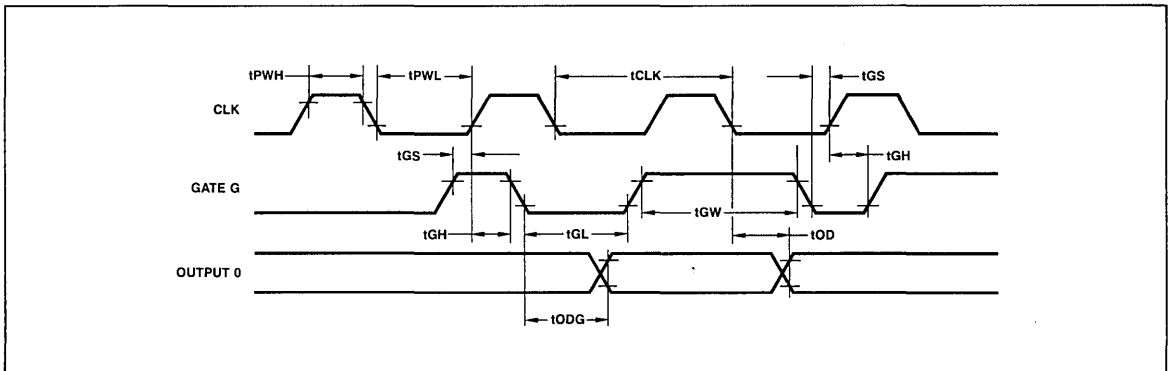 tPWH
tPWL
tCLK
tGS
CLK
tGS
tGH
GATE G
tGW
tGH
tGL
tOD
OUTPUT 0
tODG